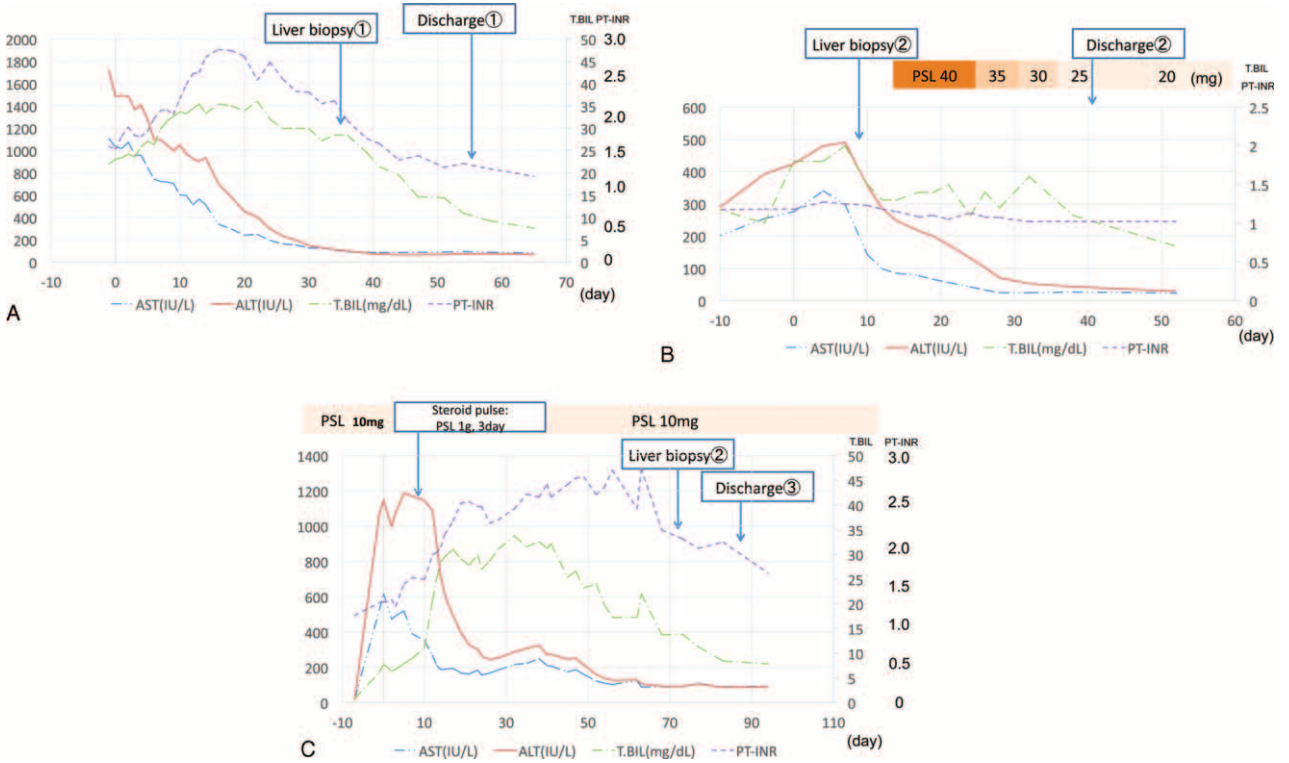 T.BIL PT-INR
Liver biopsy①
Discharge①
2000 50 3.0
1800 45
1600 40 2.5
1400 35
1200 30 2.0
1000 25
800 20 1.5
600 15 1.0
400 10
200 5 0.5
0 0 0
-10 0 10 20 30 40 50 60 70
(day)
AST(IU/L) ALT(IU/L) T.BIL(mg/dL) PT-INR
A
Liver biopsy②
Discharge②
PSL 40 35 30 25 20 (mg)
T.BIL
PT-INR
600 2.5
500 2
400 1.5
300 1
200 0.5
100 0
0
-10 0 10 20 30 40 50 60
(day)
AST(IU/L) ALT(IU/L) T.BIL(mg/dL) PT-INR
B
PSL 10mg
Steroid pulse:
PSL 1g, 3day
PSL 10mg
T.BIL PT-INR
Liver biopsy②
Discharge③
1400 50 3.0
1200 45
1000 40 2.5
800 35
600 30 2.0
400 25 1.5
200 20
0 15 1.0
10 0.5
5
0 0
-10 10 30 50 70 90 110
(day)
AST(IU/L) ALT(IU/L) T.BIL(mg/dL) PT-INR
C